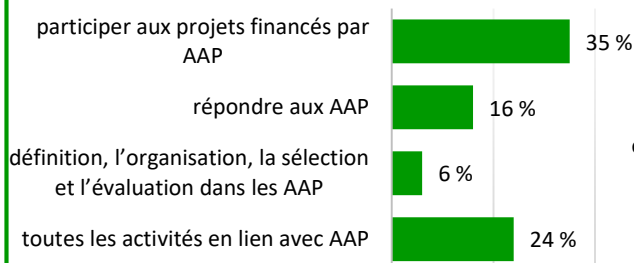 participer aux projets financés par
AAP
35 %
répondre aux AAP
16 %
définition, l’organisation, la sélection
et l’évaluation dans les AAP
6 %
toutes les activités en lien avec AAP
24 %